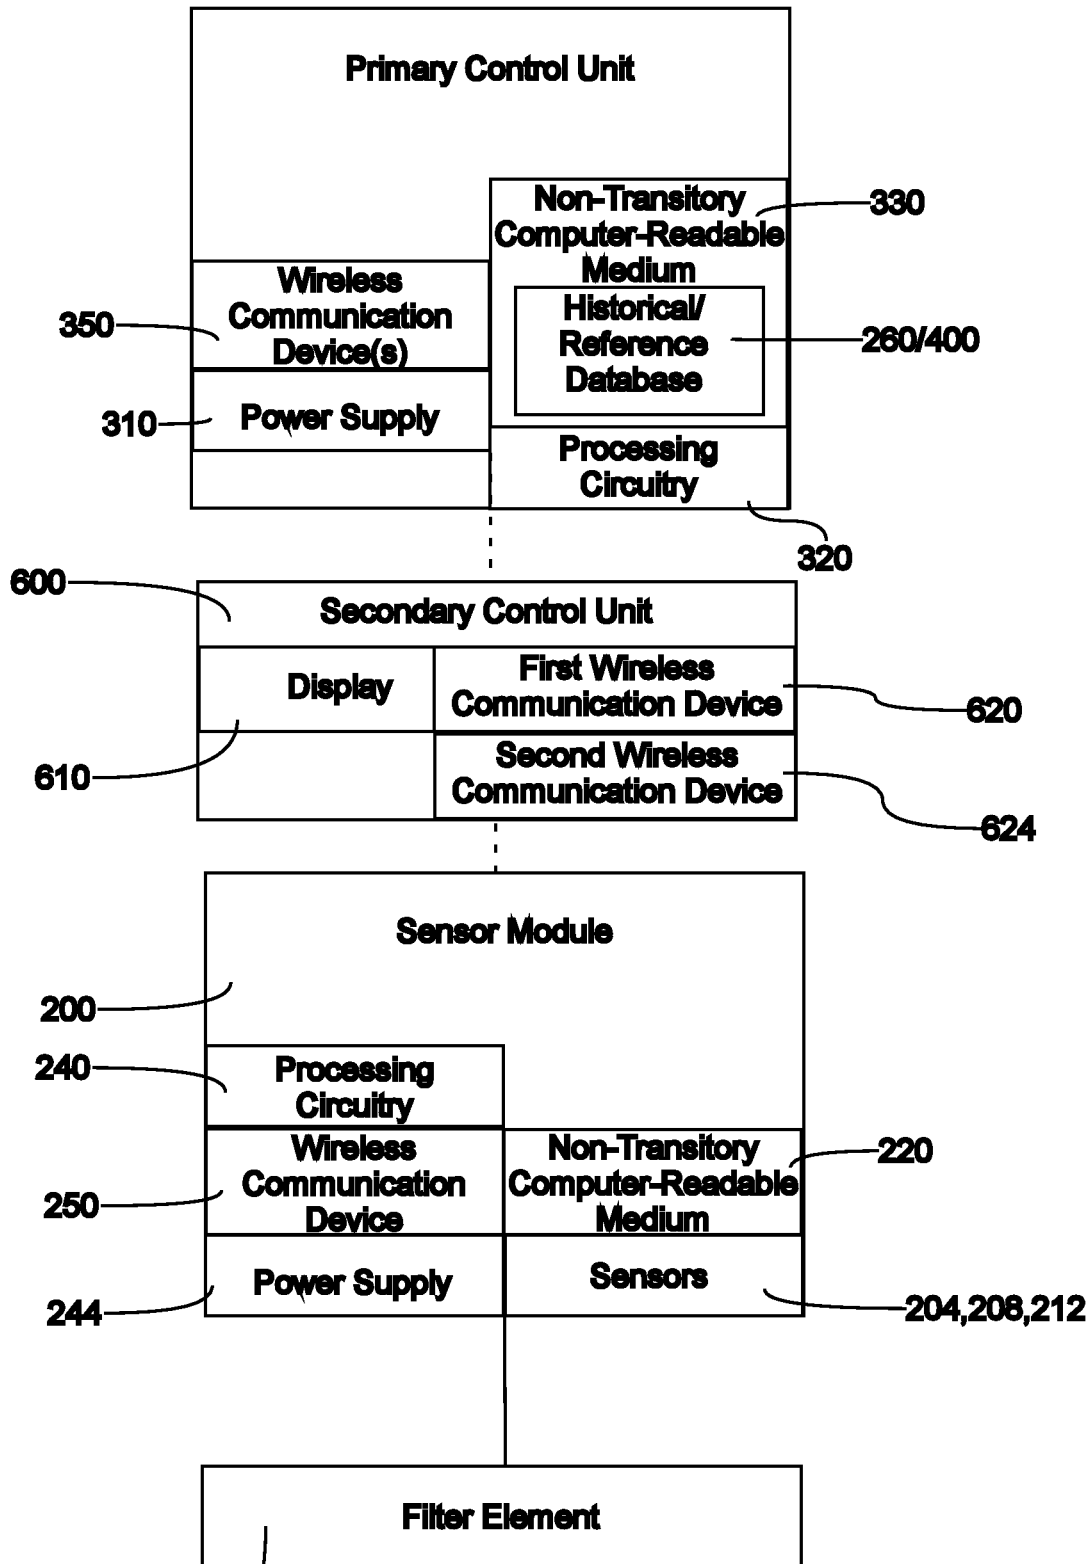 Primary Control Unit
Non-Transitory
Computer-Readable
Medium
330
Wireless
Communication
Device(s)
350
Historical/
Reference
Database
260/400
Power Supply
310
Processing
Circuitry
320
600
Secondary Control Unit
Display
First Wireless
Communication Device
620
610
Second Wireless
Communication Device
624
Sensor Module
200
240
Processing
Circuitry
Wireless
Communication
Device
250
Non-Transitory
Computer-Readable
Medium
220
Power Supply
244
Sensors
204,208,212
Filter Element